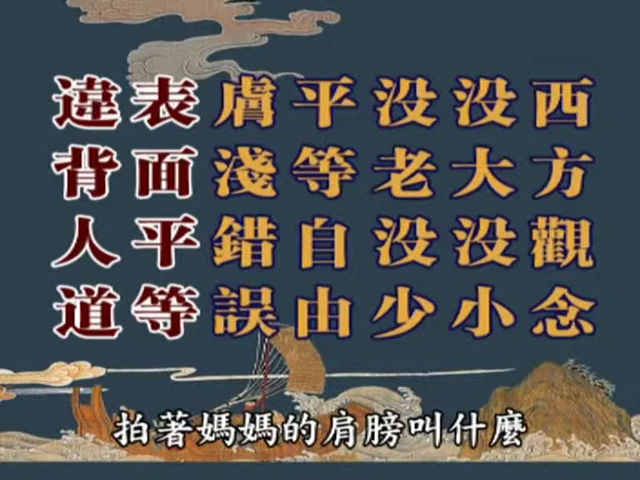 西方觀念
没大没小
没老没少
平等自由
膚淺錯誤
表面平等
違背人道
拍著媽媽的肩膀叫什麼